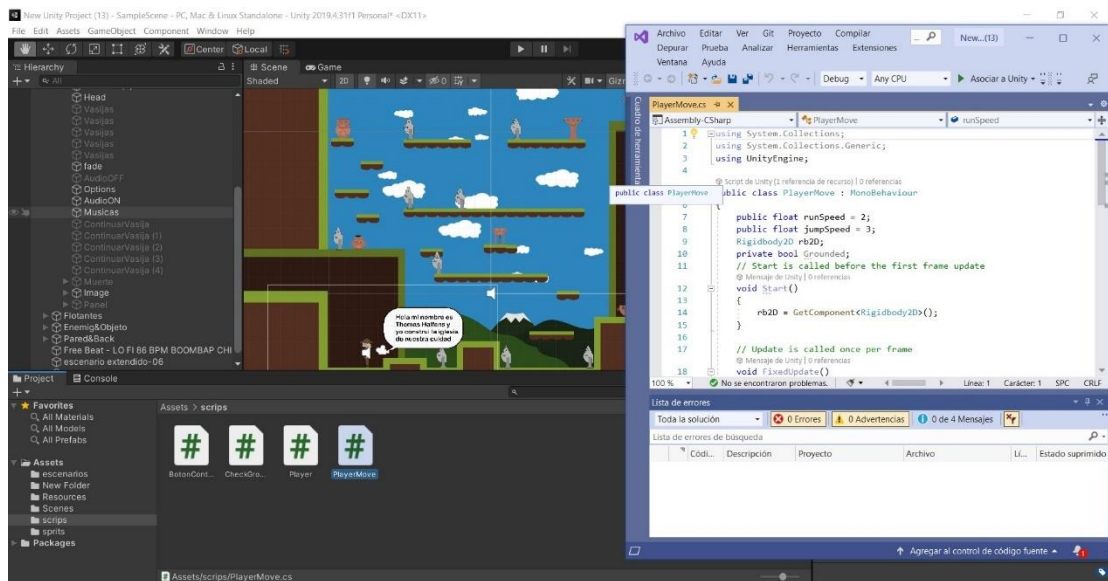 New Unity Project (13) - SampleScene - PC, Mac & Linux Standalone - Unity 2019.4.31f1 Personal* <DX11>
File Edit Assets GameObject Component Window Help
Center Local
Hierarchy
All
Head
Vasijas
Vasijas
Vasijas
Vasijas
Vasijas
fade
AudioOFF
Options
AudioON
Musicas
ContinuarVasija
ContinuarVasija (1)
ContinuarVasija (2)
ContinuarVasija (3)
ContinuarVasija (4)
Muerte
Image
Panel
Flotantes
Enemig&Objeto
Pared&Back
Free Beat - LO FI 86 BPM BOOMBAP CHI
escenario extendido-06
Scene Game
Shaded 2D 0 Giz
Hola mi nombre es
Thomas Halfens y
yo construi la iglesia
de nuestra cuidad
Project Console
Favorites
All Materials
All Models
All Prefabs
Assets
escenarios
New Folder
Resources
Scenes
scrips
sprits
Packages
Assets > scrips
BotonCont... CheckGro... Player PlayerMove
Assets/scrips/PlayerMove.cs
Archivo Editar Ver Git Proyecto Compilar
Depurar Prueba Analizar Herramientas Extensiones
Ventana Ayuda
New...(13)
Debug Any CPU Asociar a Unity
Cuadro de herramienta
PlayerMove.cs
Assembly-CSharp PlayerMove runSpeed
1 using System.Collections;
2 using System.Collections.Generic;
3 using UnityEngine;
4
Script de Unity (1 referencia de recurso) | 0 referencias
public class PlayerMove
public class PlayerMove : MonoBehaviour
{
7 public float runSpeed = 2;
8 public float jumpSpeed = 3;
9 Rigidbody2D rb2D;
10 private bool Grounded;
11 // Start is called before the first frame update
Mensaje de Unity | 0 referencias
12 void Start()
13 {
14 rb2D = GetComponent<Rigidbody2D>();
15 }
16
17 // Update is called once per frame
Mensaje de Unity | 0 referencias
18 void FixedUpdate()
100 % No se encontraron problemas. Línea: 1 Carácter: 1 SPC CRLF
Lista de errores
Toda la solución 0 Errores 0 Advertencias 0 de 4 Mensajes
Lista de errores de búsqueda
Códi... Descripción Proyecto Archivo Lí... Estado suprimido
Agregar al control de código fuente